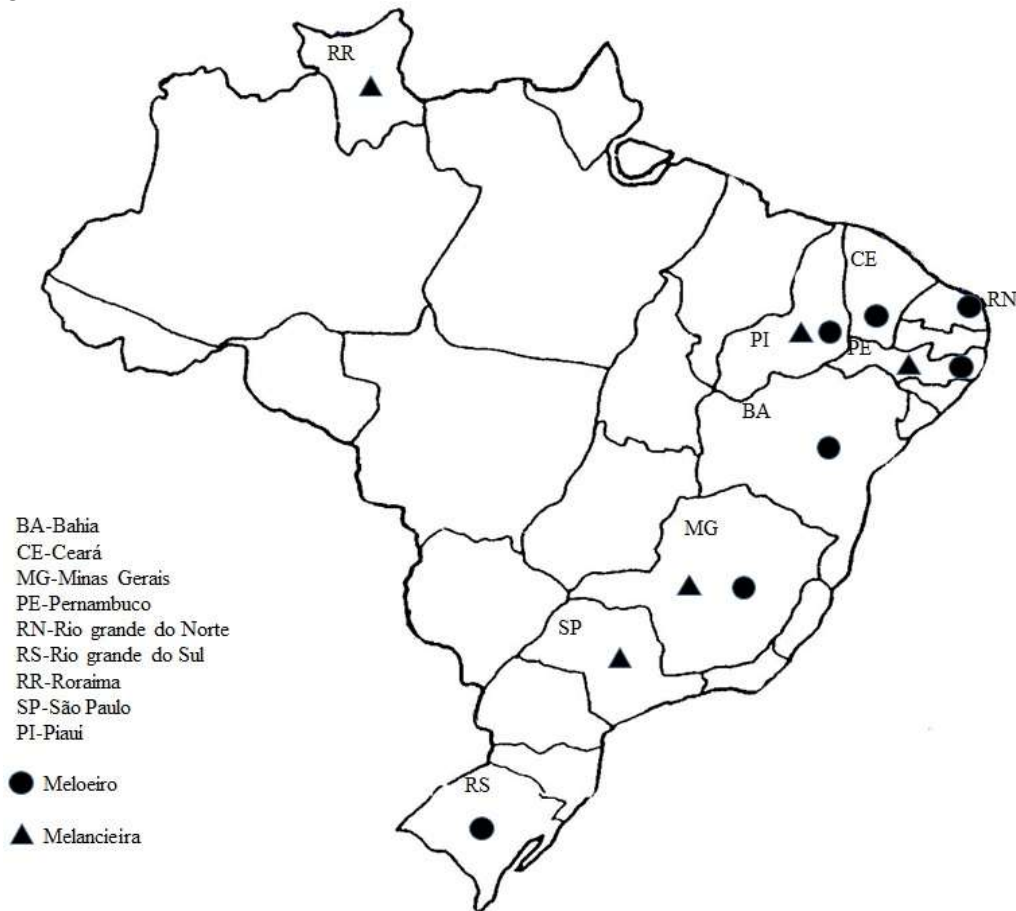 RR
CE
RN
PI
PE
BA
MG
SP
RS
BA-Bahia
CE-Ceará
MG-Minas Gerais
PE-Pernambuco
RN-Rio grande do Norte
RS-Rio grande do Sul
RR-Roraima
SP-São Paulo
PI-Piauí
Meloeiro
Melancieira